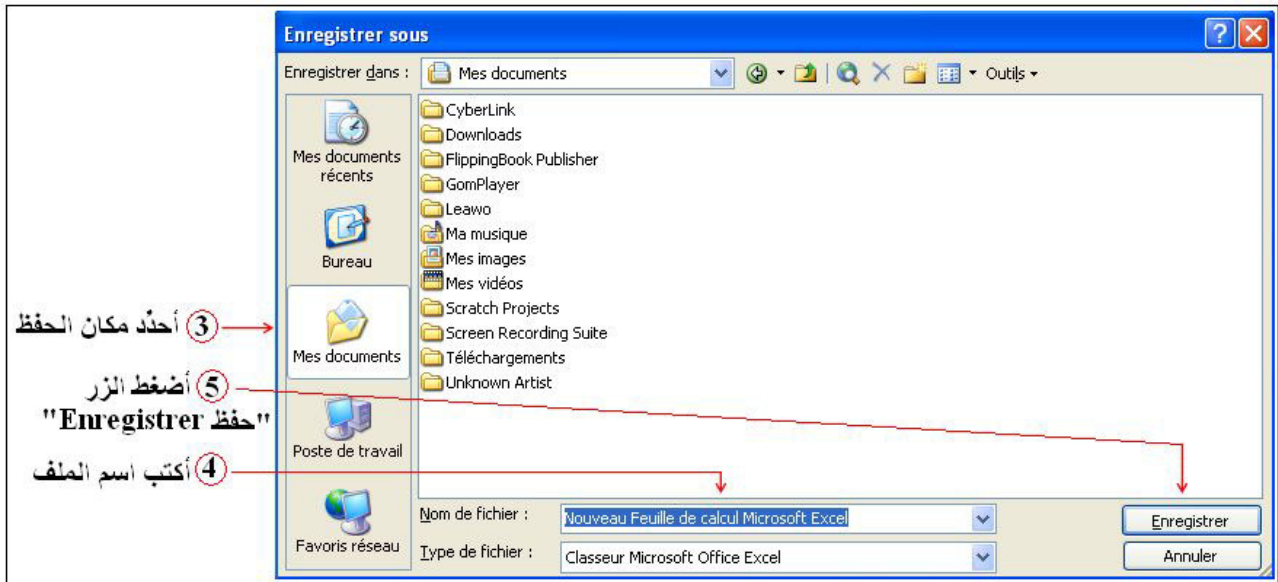 Enregistrer sous
Enregistrer dans :
Mes documents
Outils
Mes documents
récents
Bureau
Mes documents
Poste de travail
Favoris réseau
CyberLink
Downloads
FlippingBook Publisher
GomPlayer
Leawo
Ma musique
Mes images
Mes vidéos
Scratch Projects
Screen Recording Suite
Téléchargements
Unknown Artist
③ أحدّد مكان الحفظ
⑤ أضغط الزر
"حفظ Enregistrer"
④ أكتب اسم الملف
Nom de fichier :
Nouveau Feuille de calcul Microsoft Excel
Enregistrer
Type de fichier :
Classeur Microsoft Office Excel
Annuler